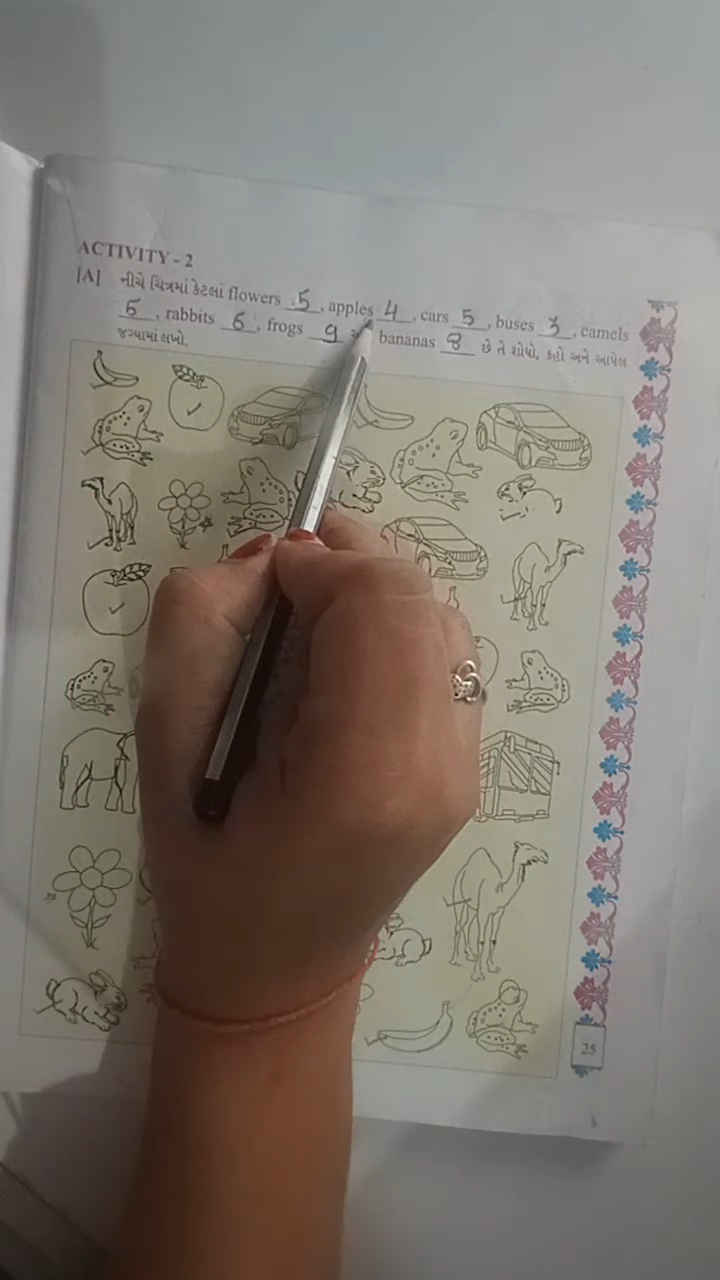 ACTIVITY - 2
[A] નીચે ચિત્રમાં કેટલાં flowers 5, apples 4, cars 5, buses 3, camels
6, rabbits 6, frogs 9 bananas 8 છે તે શોધો, કહો અને આપેલ
જગ્યામાં લખો.
25